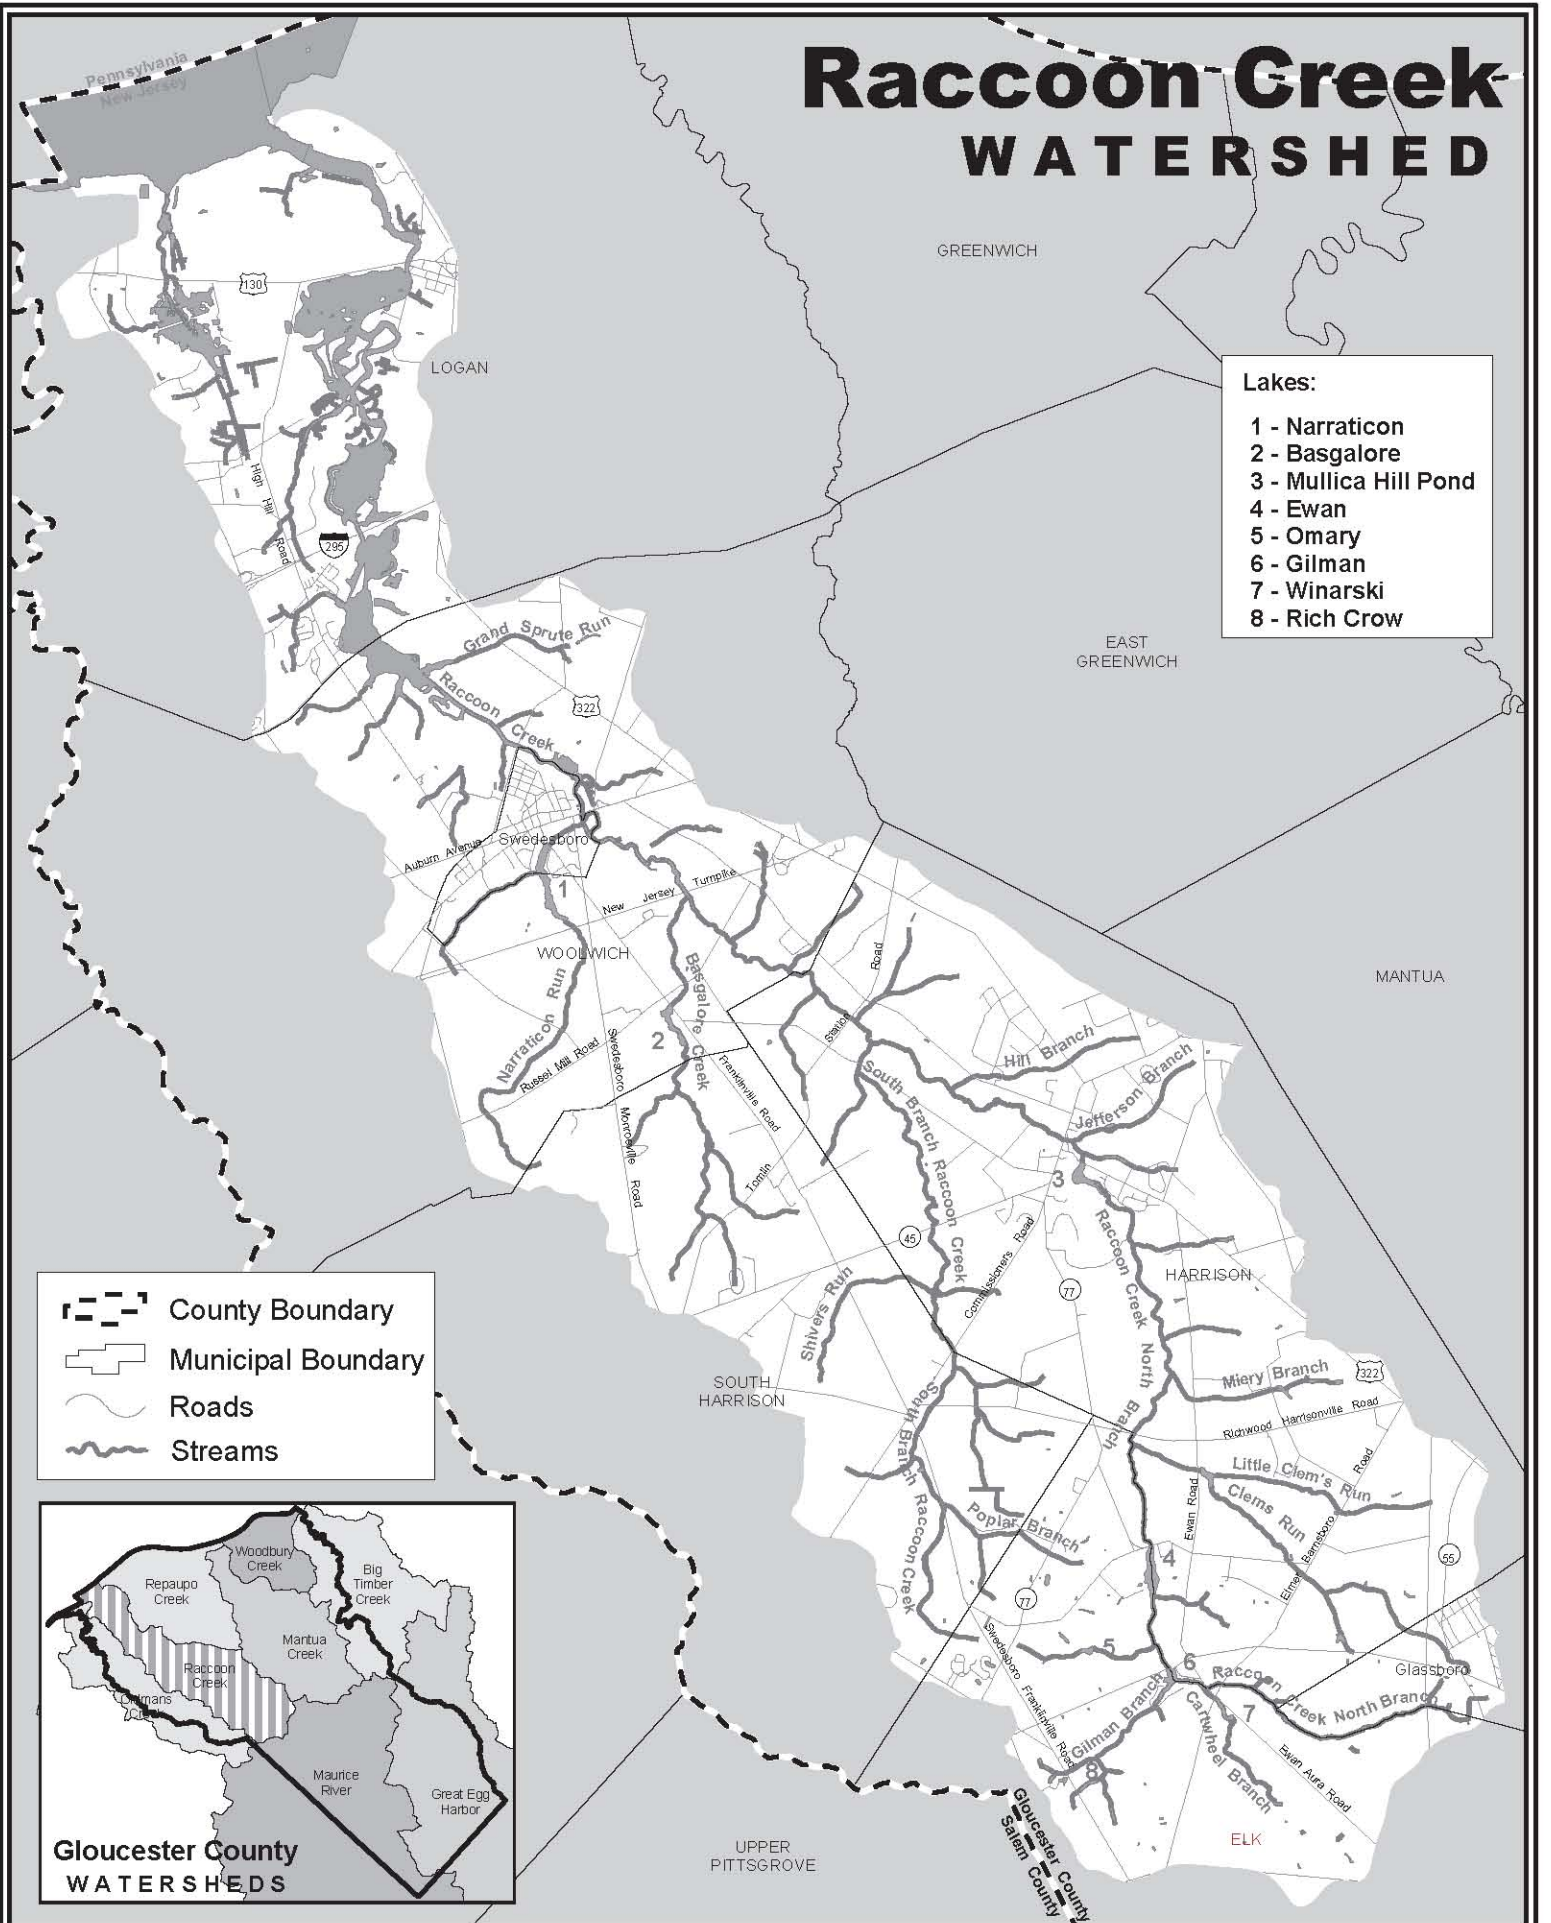 Raccoon Creek
WATERSHED
Pennsylvania
New Jersey
GREENWICH
130
LOGAN
Lakes:
1 - Narraticon
2 - Basgalore
3 - Mullica Hill Pond
4 - Ewan
5 - Omary
6 - Gilman
7 - Winarski
8 - Rich Crow
High Hill Road
295
Grand Sprute Run
EAST
GREENWICH
Raccoon Creek
322
Swedesboro
Auburn Avenue
1
New Jersey Turnpike
WOOLWICH
Road
MANTUA
Basgalore Creek
Narraticon Run
2
Station
Russel Mill Road
Swedesboro Monroeville Road
Franklinville Road
Hill Branch
South Branch Raccoon Creek
Jefferson Branch
Tomlin
3
45
Commissioners Road
Raccoon Creek North Branch
HARRISON
77
Shivers Run
County Boundary
Municipal Boundary
Roads
Streams
SOUTH
HARRISON
Miery Branch
322
South Branch Raccoon Creek
Richwood Harrisonville Road
Little Clem's Run
Road
Clems Run
Ewan Road
Poplar Branch
Elmer Barnsboro
55
4
77
Woodbury
Creek
Big
Timber
Creek
Repaupo
Creek
Mantua
Creek
Raccoon
Creek
Oldmans
Maurice
River
Great Egg
Harbor
Gloucester County
WATERSHEDS
5
Swedesboro Franklinville Road
6
Raccoon Creek North Branch
Glassboro
7
Gilman Branch
Cartwheel Branch
8
Ewan Aura Road
ELK
UPPER
PITTSGROVE
Gloucester County
Salem County